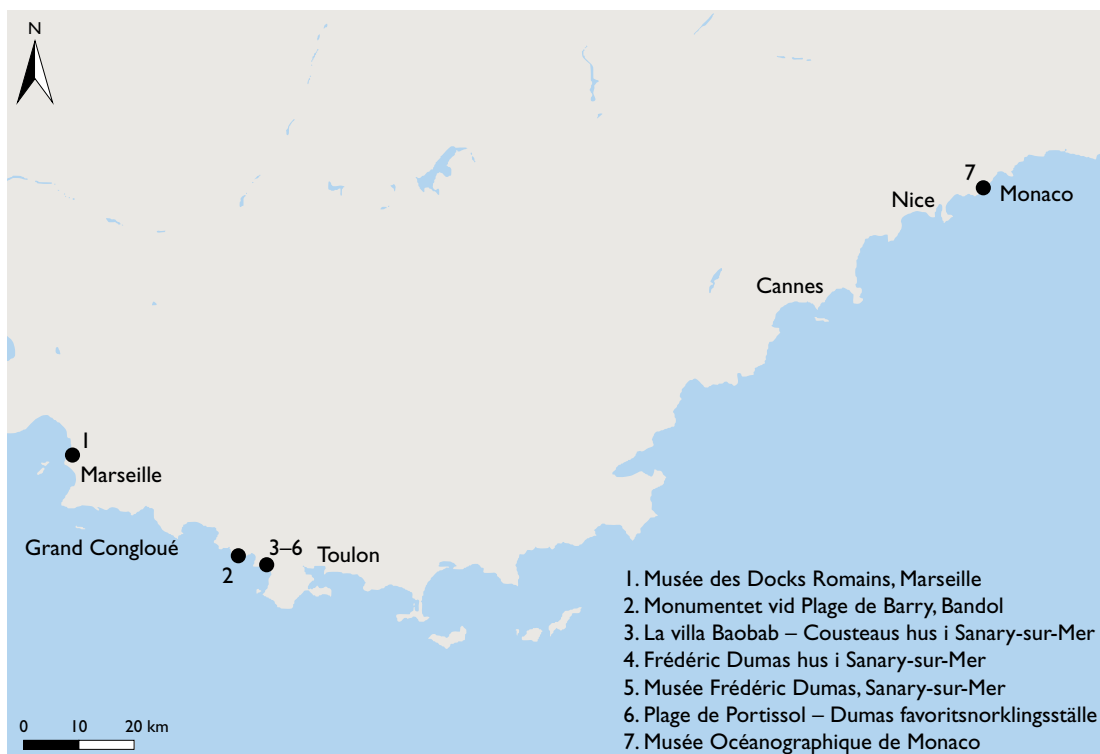 N
7
Nice
Monaco
Cannes
1
Marseille
Grand Congloué
2
3–6
Toulon
1. Musée des Docks Romains, Marseille
2. Monumentet vid Plage de Barry, Bandol
3. La villa Baobab – Cousteaus hus i Sanary-sur-Mer
4. Frédéric Dumas hus i Sanary-sur-Mer
5. Musée Frédéric Dumas, Sanary-sur-Mer
6. Plage de Portissol – Dumas favoritsnorklingsställe
7. Musée Océanographique de Monaco
0 10 20 km